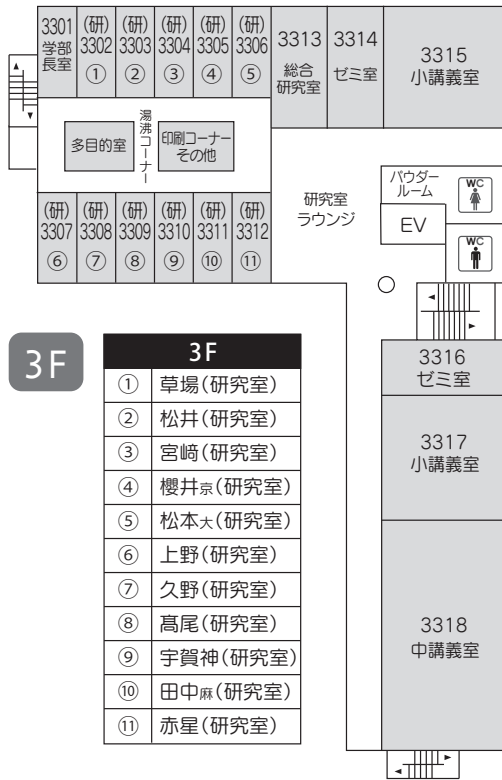 3301
学部
長室
(研)
3302
①
(研)
3303
②
(研)
3304
③
(研)
3305
④
(研)
3306
⑤
3313
総合
研究室
3314
ゼミ室
3315
小講義室
多目的室
湯沸コーナー
印刷コーナー
その他
研究室
ラウンジ
パウダー
ルーム
WC
EV
WC
(研)
3307
⑥
(研)
3308
⑦
(研)
3309
⑧
(研)
3310
⑨
(研)
3311
⑩
(研)
3312
⑪
3316
ゼミ室
3317
小講義室
3318
中講義室
3F
3F
① 草場(研究室)
② 松井(研究室)
③ 宮﨑(研究室)
④ 櫻井京(研究室)
⑤ 松本大(研究室)
⑥ 上野(研究室)
⑦ 久野(研究室)
⑧ 髙尾(研究室)
⑨ 宇賀神(研究室)
⑩ 田中麻(研究室)
⑪ 赤星(研究室)